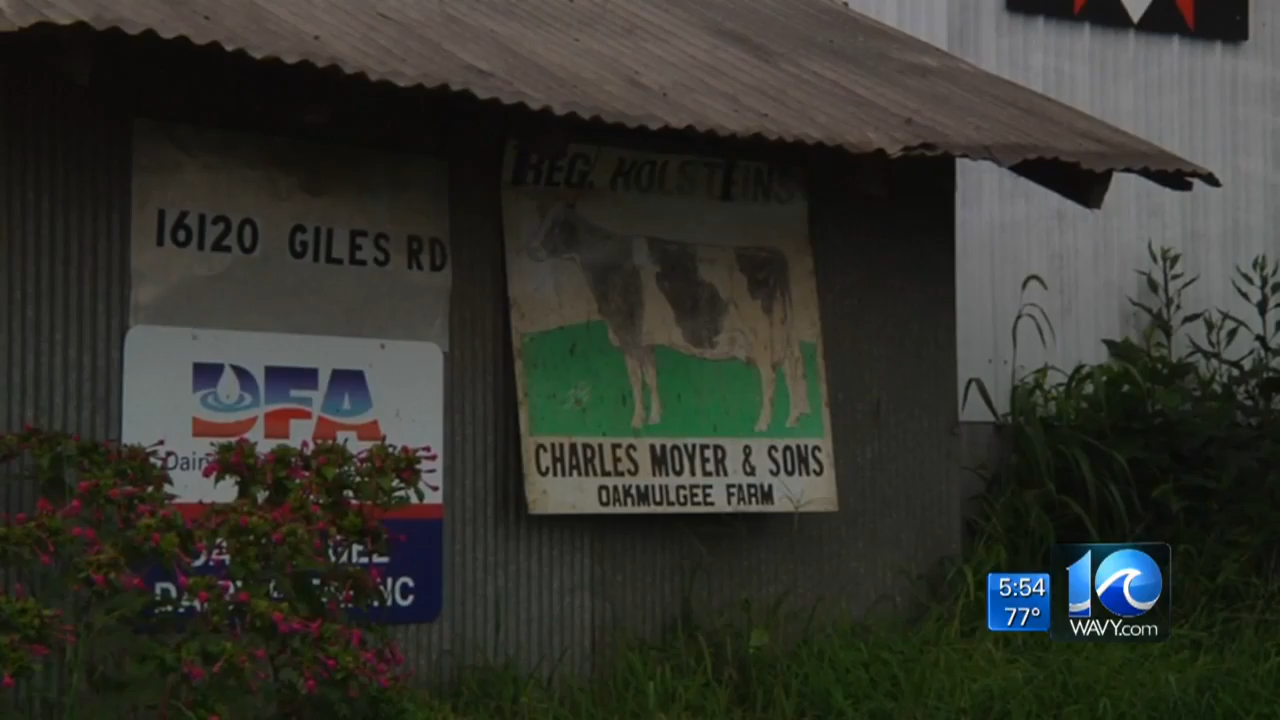 REG. HOLSTEINS
16120 GILES RD
DFA
CHARLES MOYER & SONS
OAKMULGEE FARM
5:54
77°
10
WAVY.com